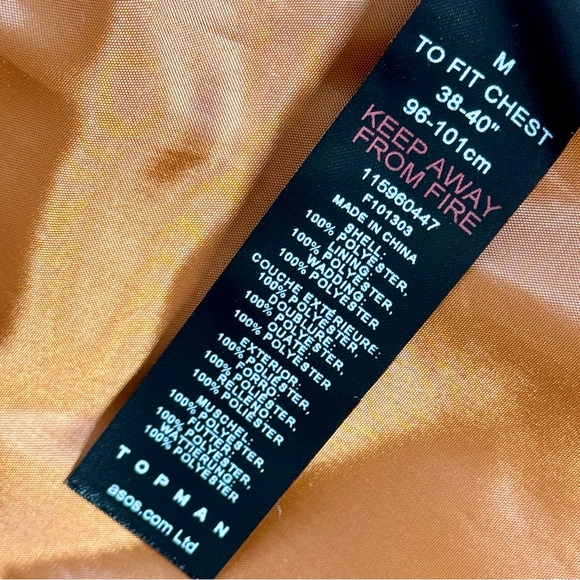 M
TO FIT CHEST
38-40"
96-101cm
KEEP AWAY
FROM FIRE
115960447
F101303
MADE IN CHINA
SHELL:
100% POLYESTER,
LINING:
100% POLYESTER,
WADDING:
100% POLYESTER
COUCHE EXTÉRIEURE:
100% POLYESTER,
DOUBLURE:
100% POLYESTER,
OUATE:
100% POLYESTER
EXTERIOR:
100% POLIESTER,
FORRO:
100% POLIESTER,
RELLENO:
100% POLIESTER
MUSCHEL:
100% POLYESTER,
FUTTER:
100% POLYESTER,
WATTIERUNG:
100% POLYESTER
TOPMAN
asos.com Ltd